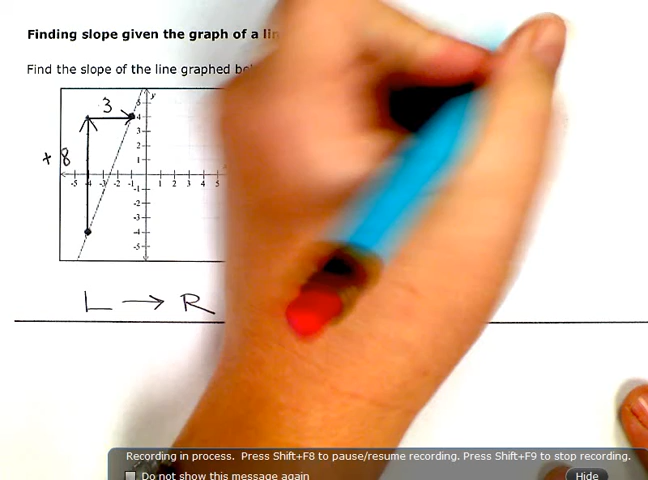 Finding slope given the graph of a
Find the slope of the line graphed
3
y
+ 8
4
3
2
1
-5 -4 -3 -2 -1 1 2 3 4 5
-1
-2
-3
-4
-5
L → R
Recording in process. Press Shift+F8 to pause/resume recording. Press Shift+F9 to stop recording.
Do not show this message again
Hide